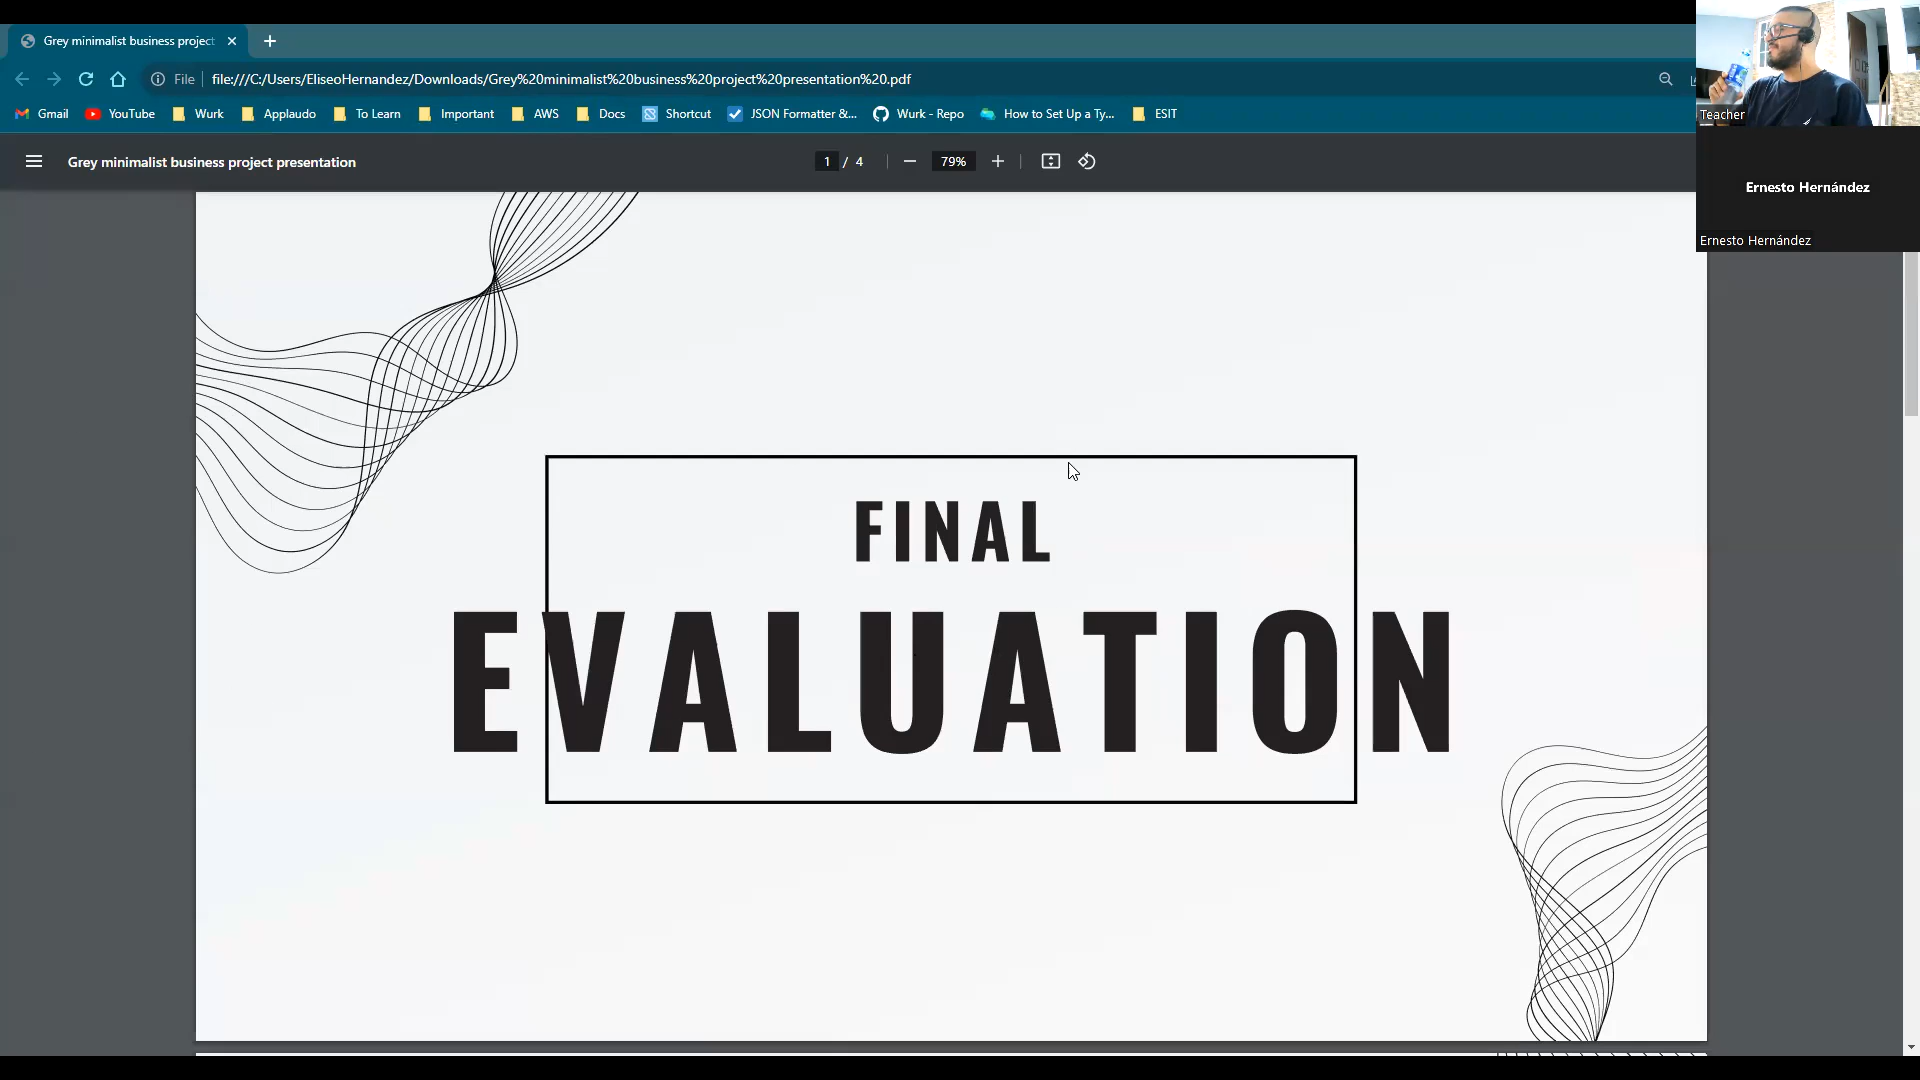 Grey minimalist business project
File
file:///C:/Users/EliseoHernandez/Downloads/Grey%20minimalist%20business%20project%20presentation%20.pdf
Gmail YouTube Wurk Applaudo To Learn Important AWS Docs Shortcut JSON Formatter &... Wurk - Repo How to Set Up a Ty... ESIT
Grey minimalist business project presentation
1 / 4
79%
Teacher
Ernesto Hernández
Ernesto Hernández
FINAL
EVALUATION